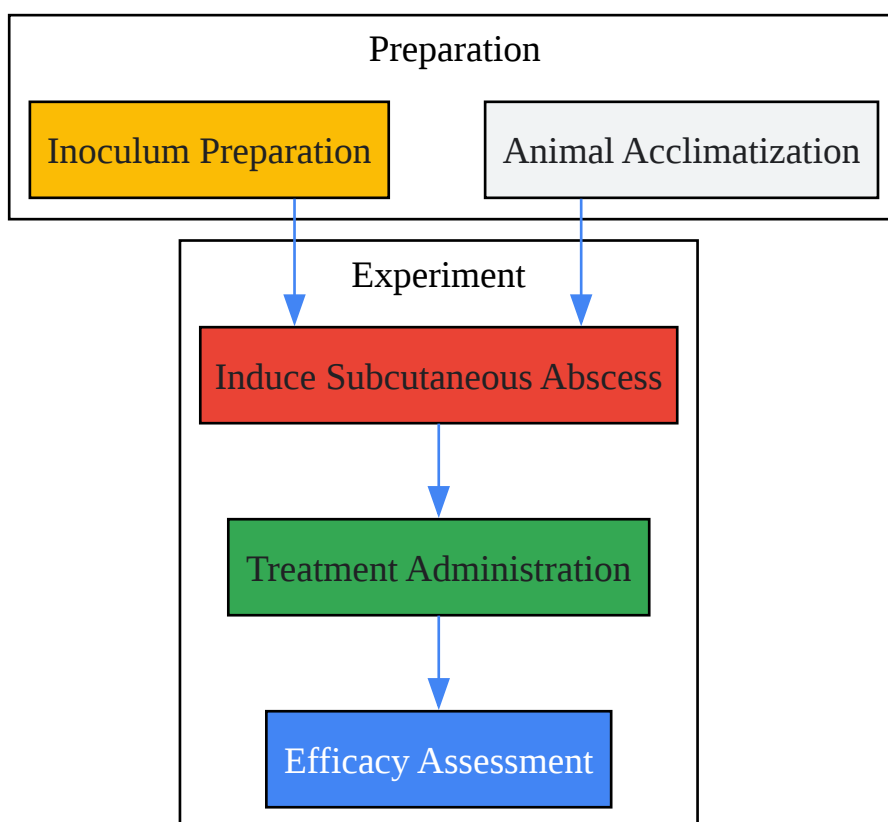 Preparation
Inoculum Preparation
Animal Acclimatization
Experiment
Induce Subcutaneous Abscess
Treatment Administration
Efficacy Assessment